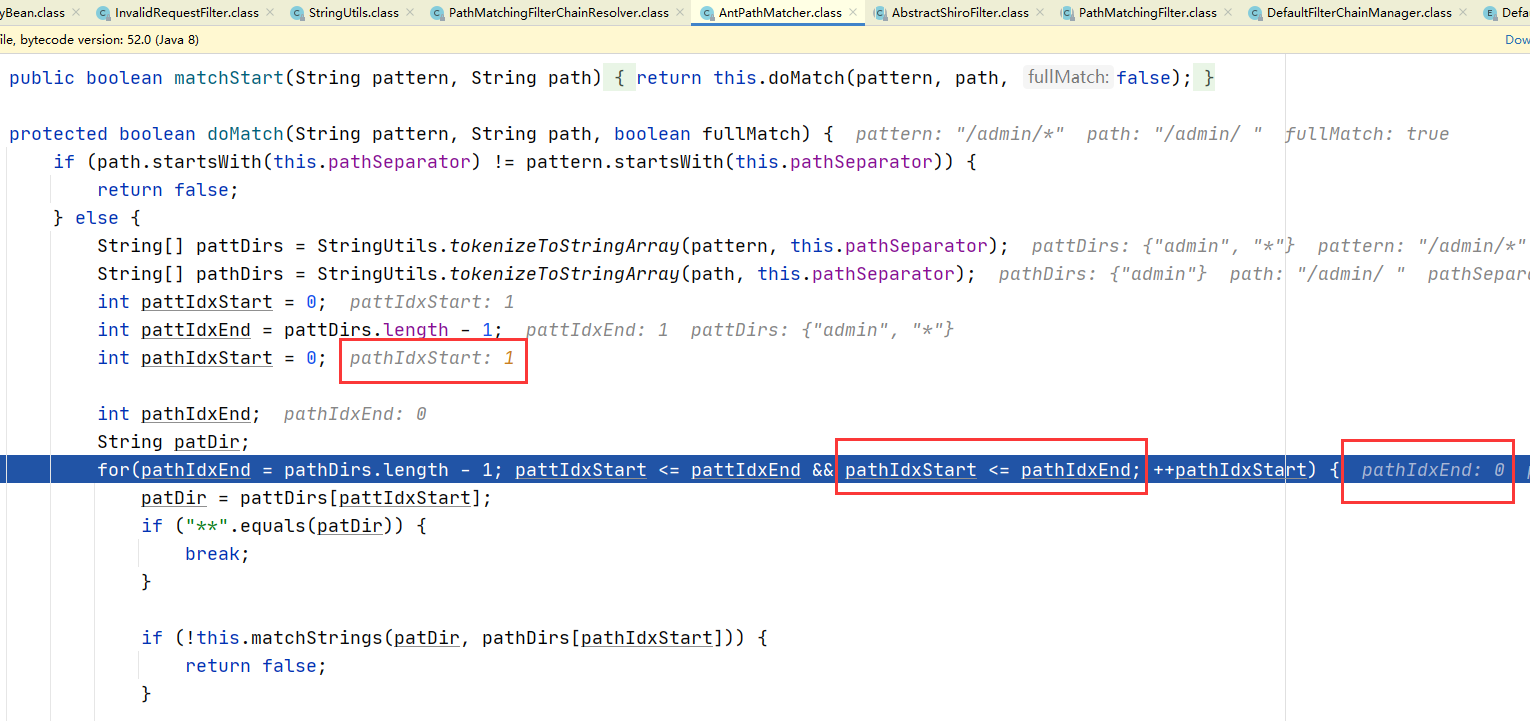 yBean.class × InvalidRequestFilter.class × StringUtils.class × PathMatchingFilterChainResolver.class × AntPathMatcher.class × AbstractShiroFilter.class × PathMatchingFilter.class × DefaultFilterChainManager.class × Defa
ile, bytecode version: 52.0 (Java 8) Dow
public boolean matchStart(String pattern, String path) { return this.doMatch(pattern, path, fullMatch: false); }
protected boolean doMatch(String pattern, String path, boolean fullMatch) { pattern: "/admin/*" path: "/admin/ " fullMatch: true
if (path.startsWith(this.pathSeparator) != pattern.startsWith(this.pathSeparator)) {
return false;
} else {
String[] pattDirs = StringUtils.tokenizeToStringArray(pattern, this.pathSeparator); pattDirs: {"admin", "*"} pattern: "/admin/*"
String[] pathDirs = StringUtils.tokenizeToStringArray(path, this.pathSeparator); pathDirs: {"admin"} path: "/admin/ " pathSepar
int pattIdxStart = 0; pattIdxStart: 1
int pattIdxEnd = pattDirs.length - 1; pattIdxEnd: 1 pattDirs: {"admin", "*"}
int pathIdxStart = 0; pathIdxStart: 1
int pathIdxEnd; pathIdxEnd: 0
String patDir;
for(pathIdxEnd = pathDirs.length - 1; pattIdxStart <= pattIdxEnd && pathIdxStart <= pathIdxEnd; ++pathIdxStart) { pathIdxEnd: 0
patDir = pattDirs[pattIdxStart];
if ("**".equals(patDir)) {
break;
}
if (!this.matchStrings(patDir, pathDirs[pathIdxStart])) {
return false;
}